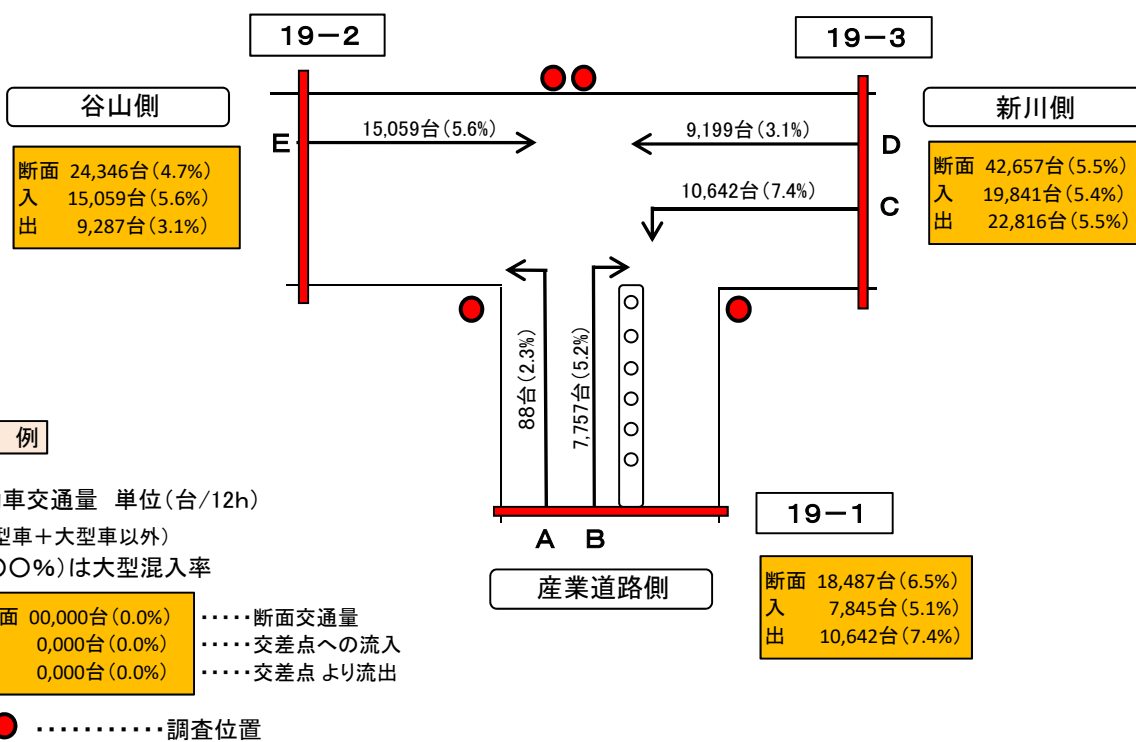 19－2
19－3
谷山側
新川側
E
15,059台(5.6%)
9,199台(3.1%)
D
断面 24,346台(4.7%)
入 15,059台(5.6%)
出 9,287台(3.1%)
断面 42,657台(5.5%)
入 19,841台(5.4%)
出 22,816台(5.5%)
10,642台(7.4%)
C
88台(2.3%)
7,757台(5.2%)
例
車交通量 単位(台/12h)
型車＋大型車以外)
○%)は大型混入率
A B
19－1
産業道路側
断面 18,487台(6.5%)
入 7,845台(5.1%)
出 10,642台(7.4%)
面 00,000台(0.0%) ・・・・・断面交通量
0,000台(0.0%) ・・・・・交差点への流入
0,000台(0.0%) ・・・・・交差点 より流出
・・・・・・・・・・・調査位置